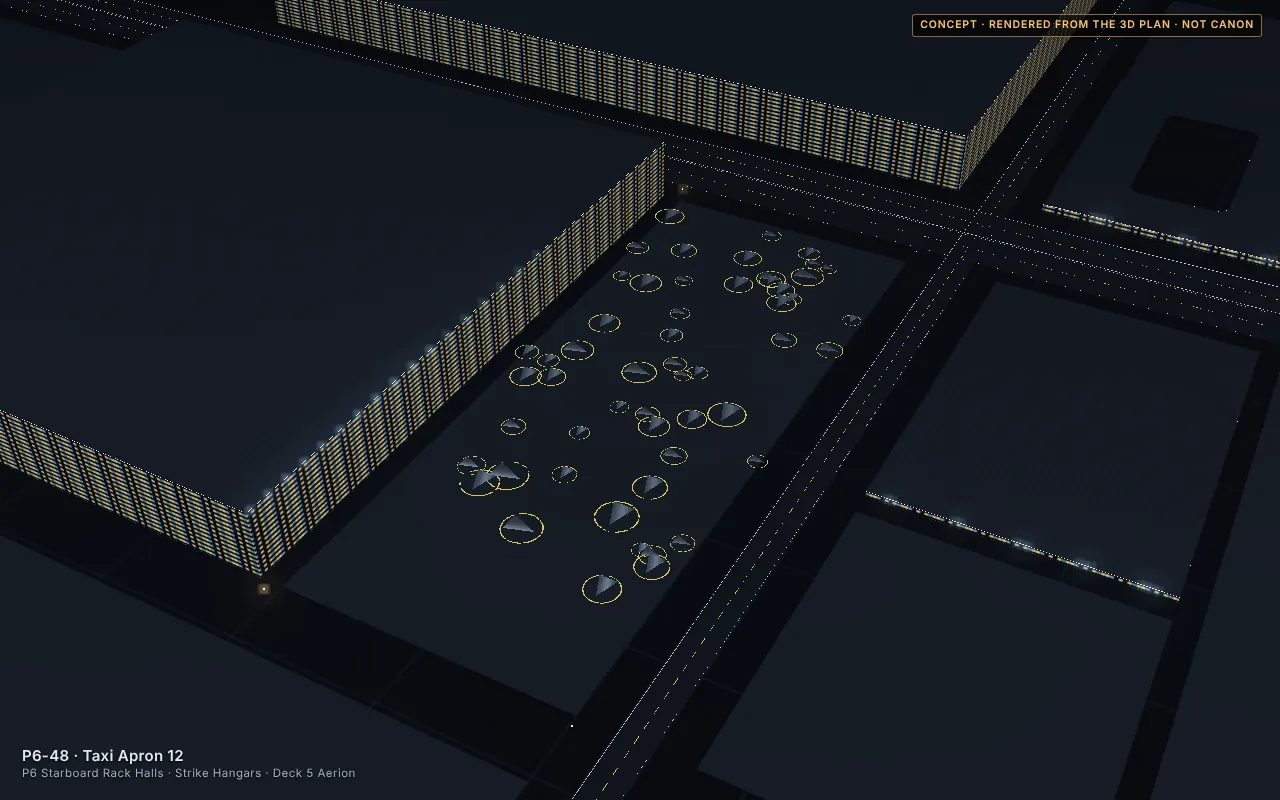 CONCEPT · RENDERED FROM THE 3D PLAN · NOT CANON
P6-48 · Taxi Apron 12
P6 Starboard Rack Halls · Strike Hangars · Deck 5 Aerion